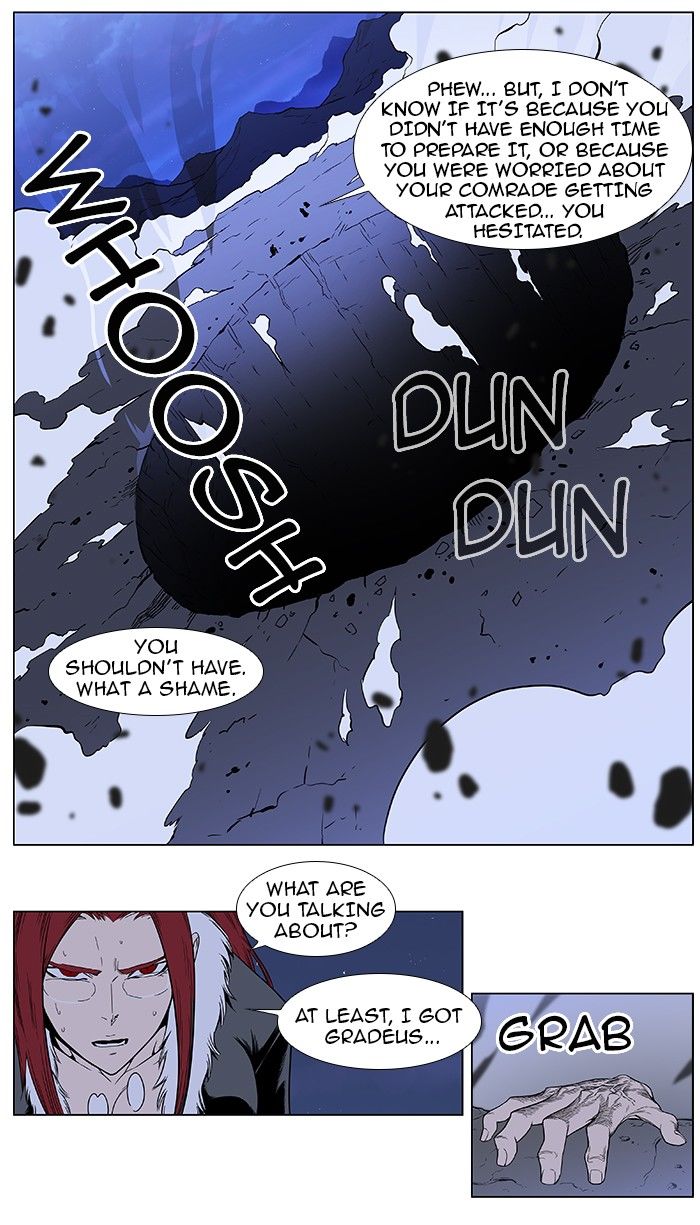 PHEW... BUT, I DON'T
KNOW IF IT'S BECAUSE YOU
DIDN'T HAVE ENOUGH TIME
TO PREPARE IT, OR BECAUSE
YOU WERE WORRIED ABOUT
YOUR COMRADE GETTING
ATTACKED... YOU
HESITATED.
WHOOSH
DUN
DUN
YOU
SHOULDN'T HAVE.
WHAT A SHAME.
WHAT ARE
YOU TALKING
ABOUT?
AT LEAST, I GOT
GRADEUS...
GRAB